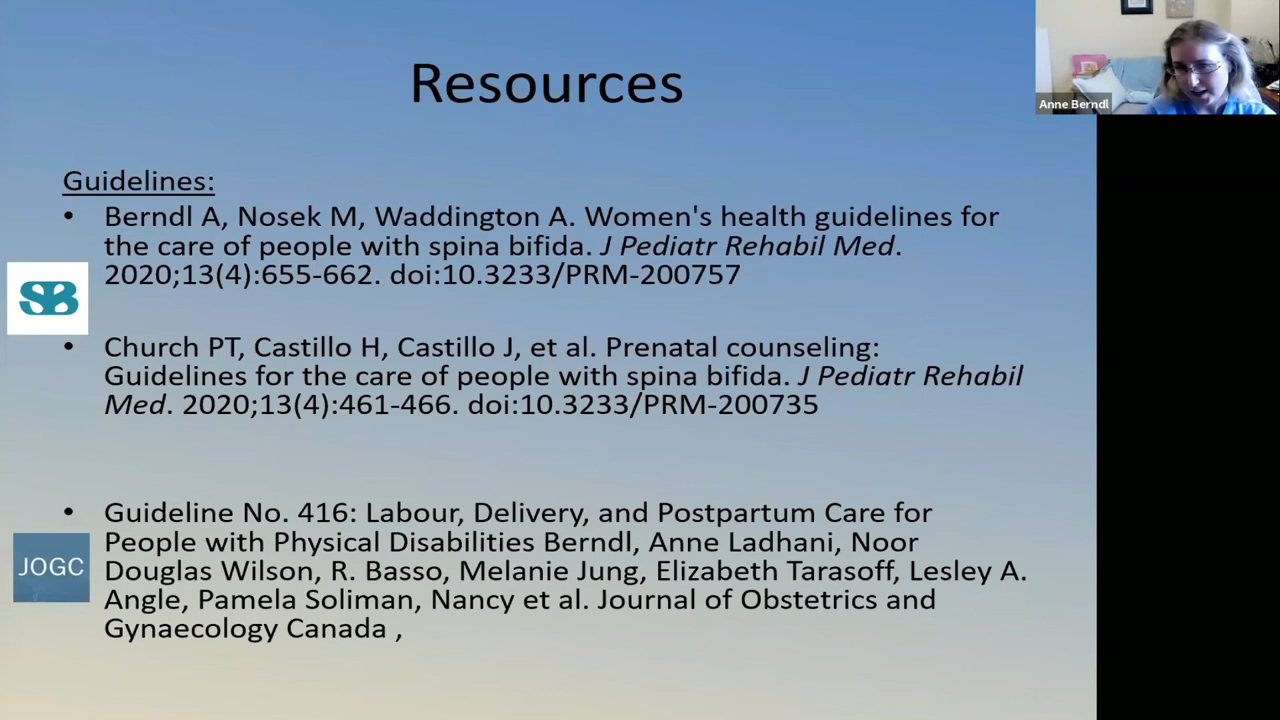 Resources
Anne Berndl
Guidelines:
• Berndl A, Nosek M, Waddington A. Women's health guidelines for
the care of people with spina bifida. J Pediatr Rehabil Med.
2020;13(4):655-662. doi:10.3233/PRM-200757
SB
• Church PT, Castillo H, Castillo J, et al. Prenatal counseling:
Guidelines for the care of people with spina bifida. J Pediatr Rehabil
Med. 2020;13(4):461-466. doi:10.3233/PRM-200735
• Guideline No. 416: Labour, Delivery, and Postpartum Care for
People with Physical Disabilities Berndl, Anne Ladhani, Noor
Douglas Wilson, R. Basso, Melanie Jung, Elizabeth Tarasoff, Lesley A.
Angle, Pamela Soliman, Nancy et al. Journal of Obstetrics and
Gynaecology Canada ,
JOGC